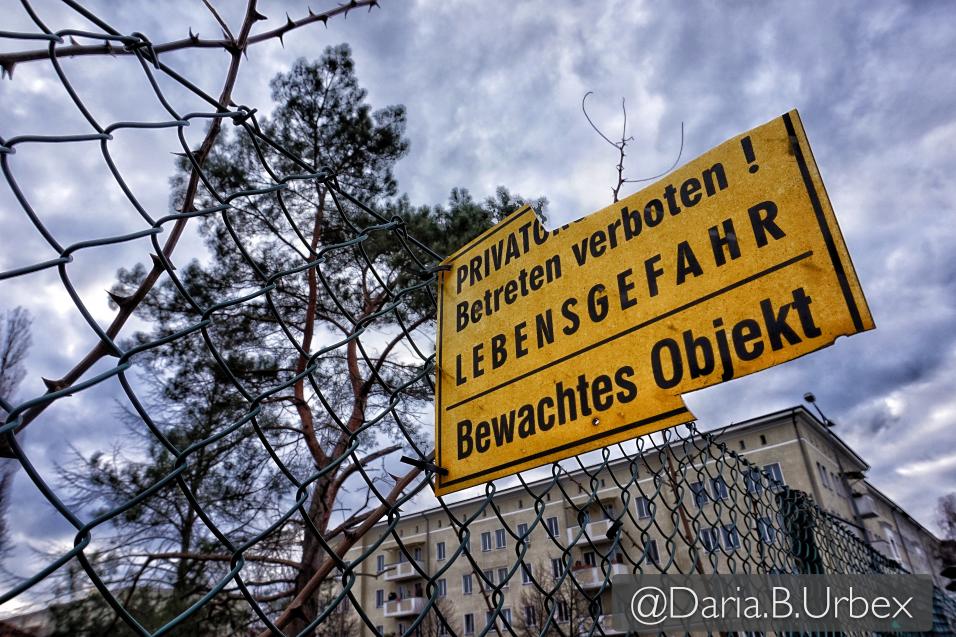 Betreten verboten !
LEBENSGEFAHR
Bewachtes Objekt
@Daria.B.Urbex